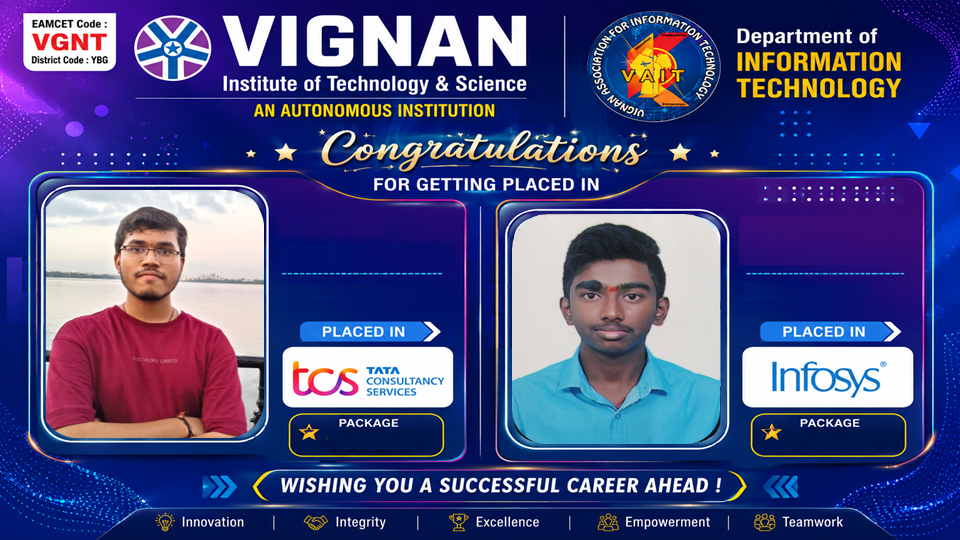 EAMCET Code :
VGNT
District Code : YBG
VIGNAN
Institute of Technology & Science
AN AUTONOMOUS INSTITUTION
VIGNAN ASSOCIATION FOR INFORMATION TECHNOLOGY
VAIT
Department of
INFORMATION
TECHNOLOGY
Congratulations
FOR GETTING PLACED IN
PLACED IN
tcs TATA
CONSULTANCY
SERVICES
PACKAGE
PLACED IN
Infosys®
PACKAGE
WISHING YOU A SUCCESSFUL CAREER AHEAD !
Innovation
Integrity
Excellence
Empowerment
Teamwork